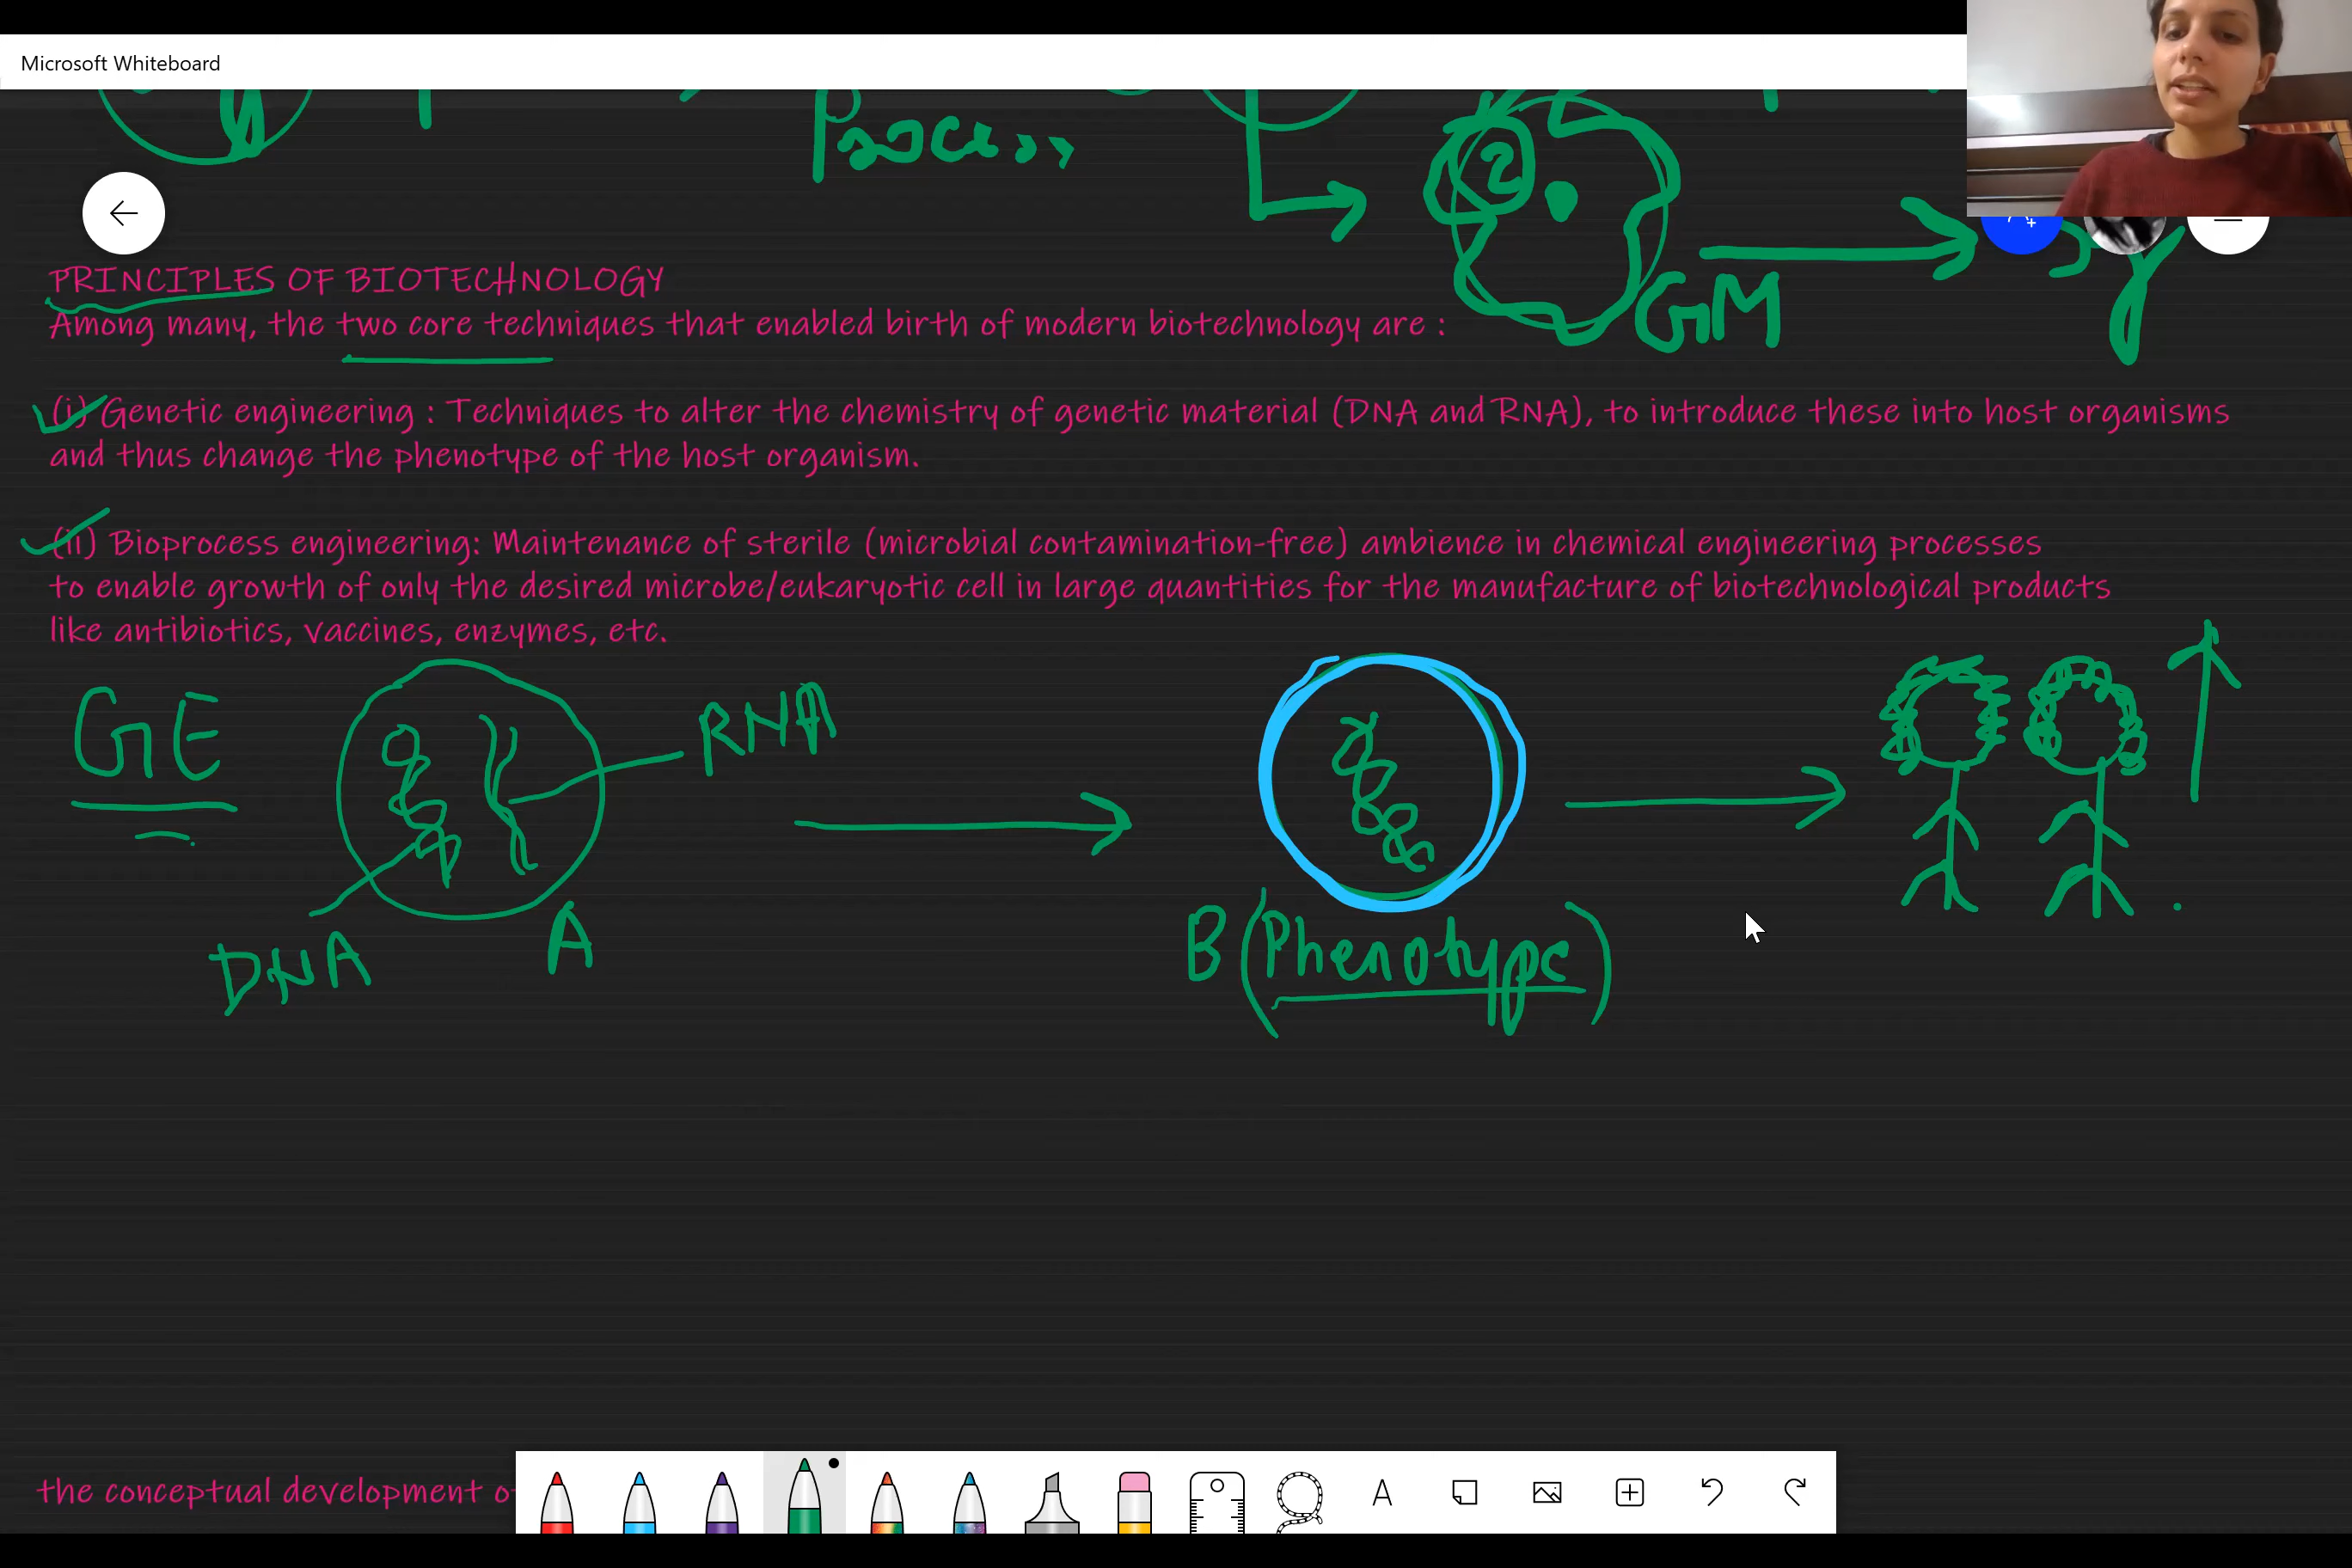 Microsoft Whiteboard
Process
2
GM
PRINCIPLES OF BIOTECHNOLOGY
Among many, the two core techniques that enabled birth of modern biotechnology are :
(i) Genetic engineering : Techniques to alter the chemistry of genetic material (DNA and RNA), to introduce these into host organisms
and thus change the phenotype of the host organism.
(ii) Bioprocess engineering: Maintenance of sterile (microbial contamination-free) ambience in chemical engineering processes
to enable growth of only the desired microbe/eukaryotic cell in large quantities for the manufacture of biotechnological products
like antibiotics, vaccines, enzymes, etc.
GE
RNA
DNA
A
B (Phenotype)
the conceptual development